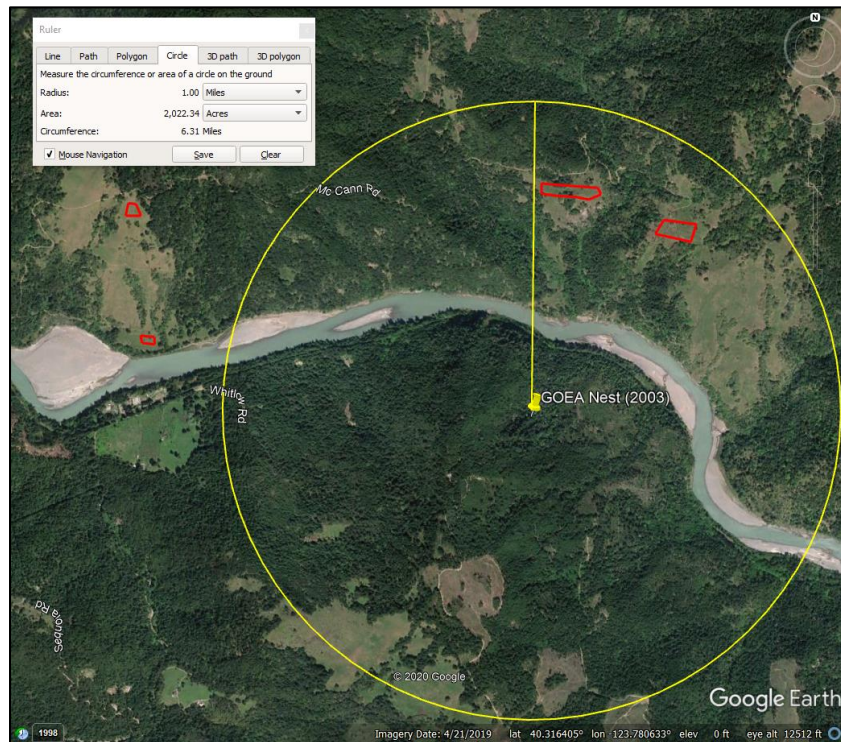 Ruler
Line Path Polygon Circle 3D path 3D polygon
Measure the circumference or area of a circle on the ground
Radius: 1.00 Miles
Area: 2,022.34 Acres
Circumference: 6.31 Miles
Mouse Navigation Save Clear
N
Mc Cann Rd
Whitlow Rd
GOEA Nest (2003)
Sequoia Rd
© 2020 Google
Google Earth
1998 Imagery Date: 4/21/2019 lat 40.316405° lon -123.780633° elev 0 ft eye alt 12512 ft